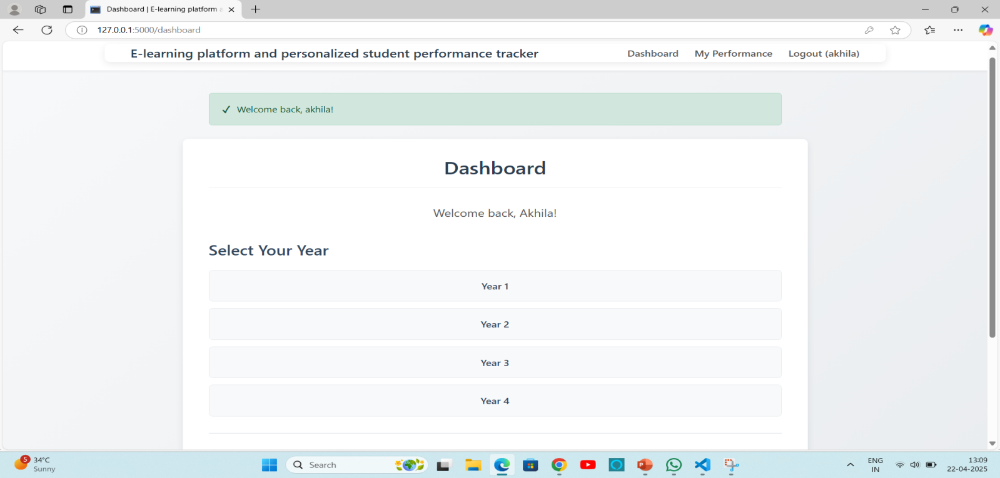 Dashboard | E-learning platform a
127.0.0.1:5000/dashboard
E-learning platform and personalized student performance tracker
Dashboard
My Performance
Logout (akhila)
✓ Welcome back, akhila!
Dashboard
Welcome back, Akhila!
Select Your Year
Year 1
Year 2
Year 3
Year 4
5
34°C
Sunny
Search
P
ENG
IN
13:09
22-04-2025